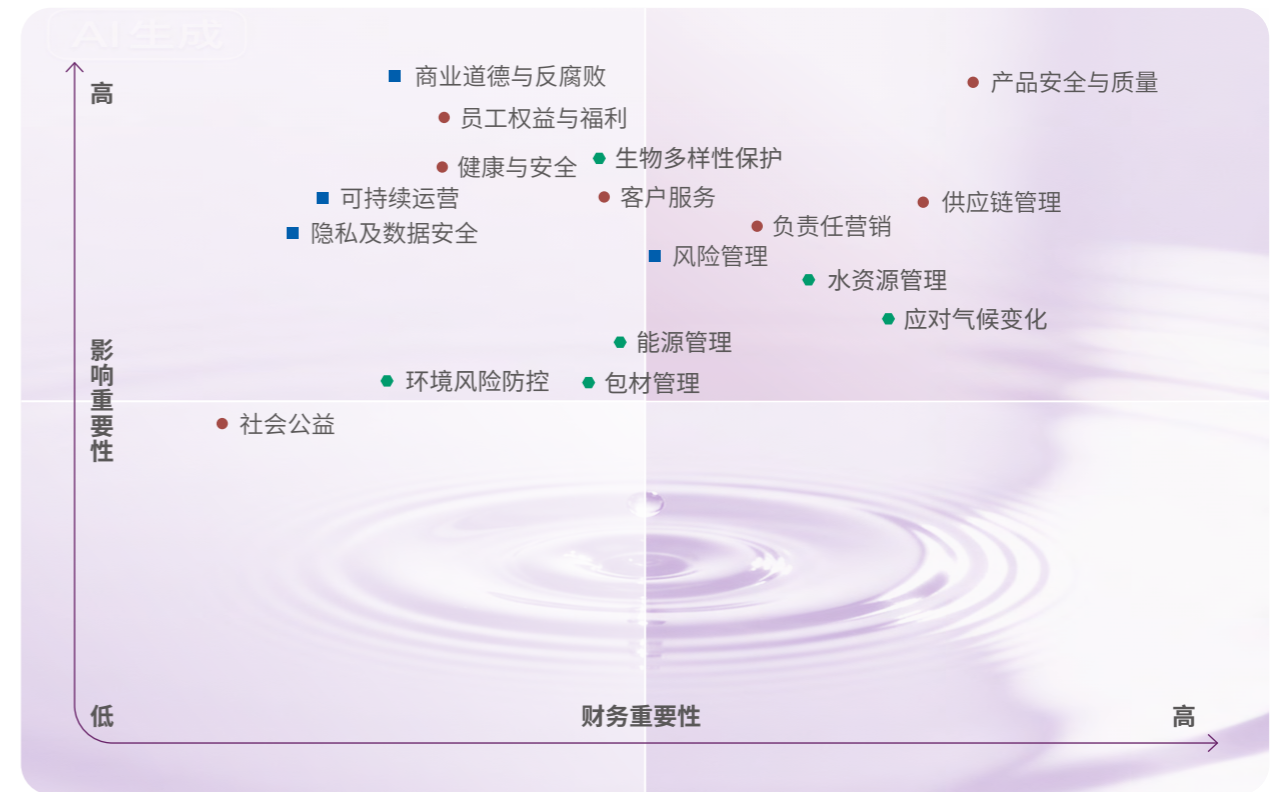 AI生成
高
商业道德与反腐败
产品安全与质量
员工权益与福利
生物多样性保护
健康与安全
可持续运营
客户服务
供应链管理
负责任营销
隐私及数据安全
风险管理
水资源管理
应对气候变化
能源管理
环境风险防控
包材管理
影响重要性
社会公益
低
财务重要性
高